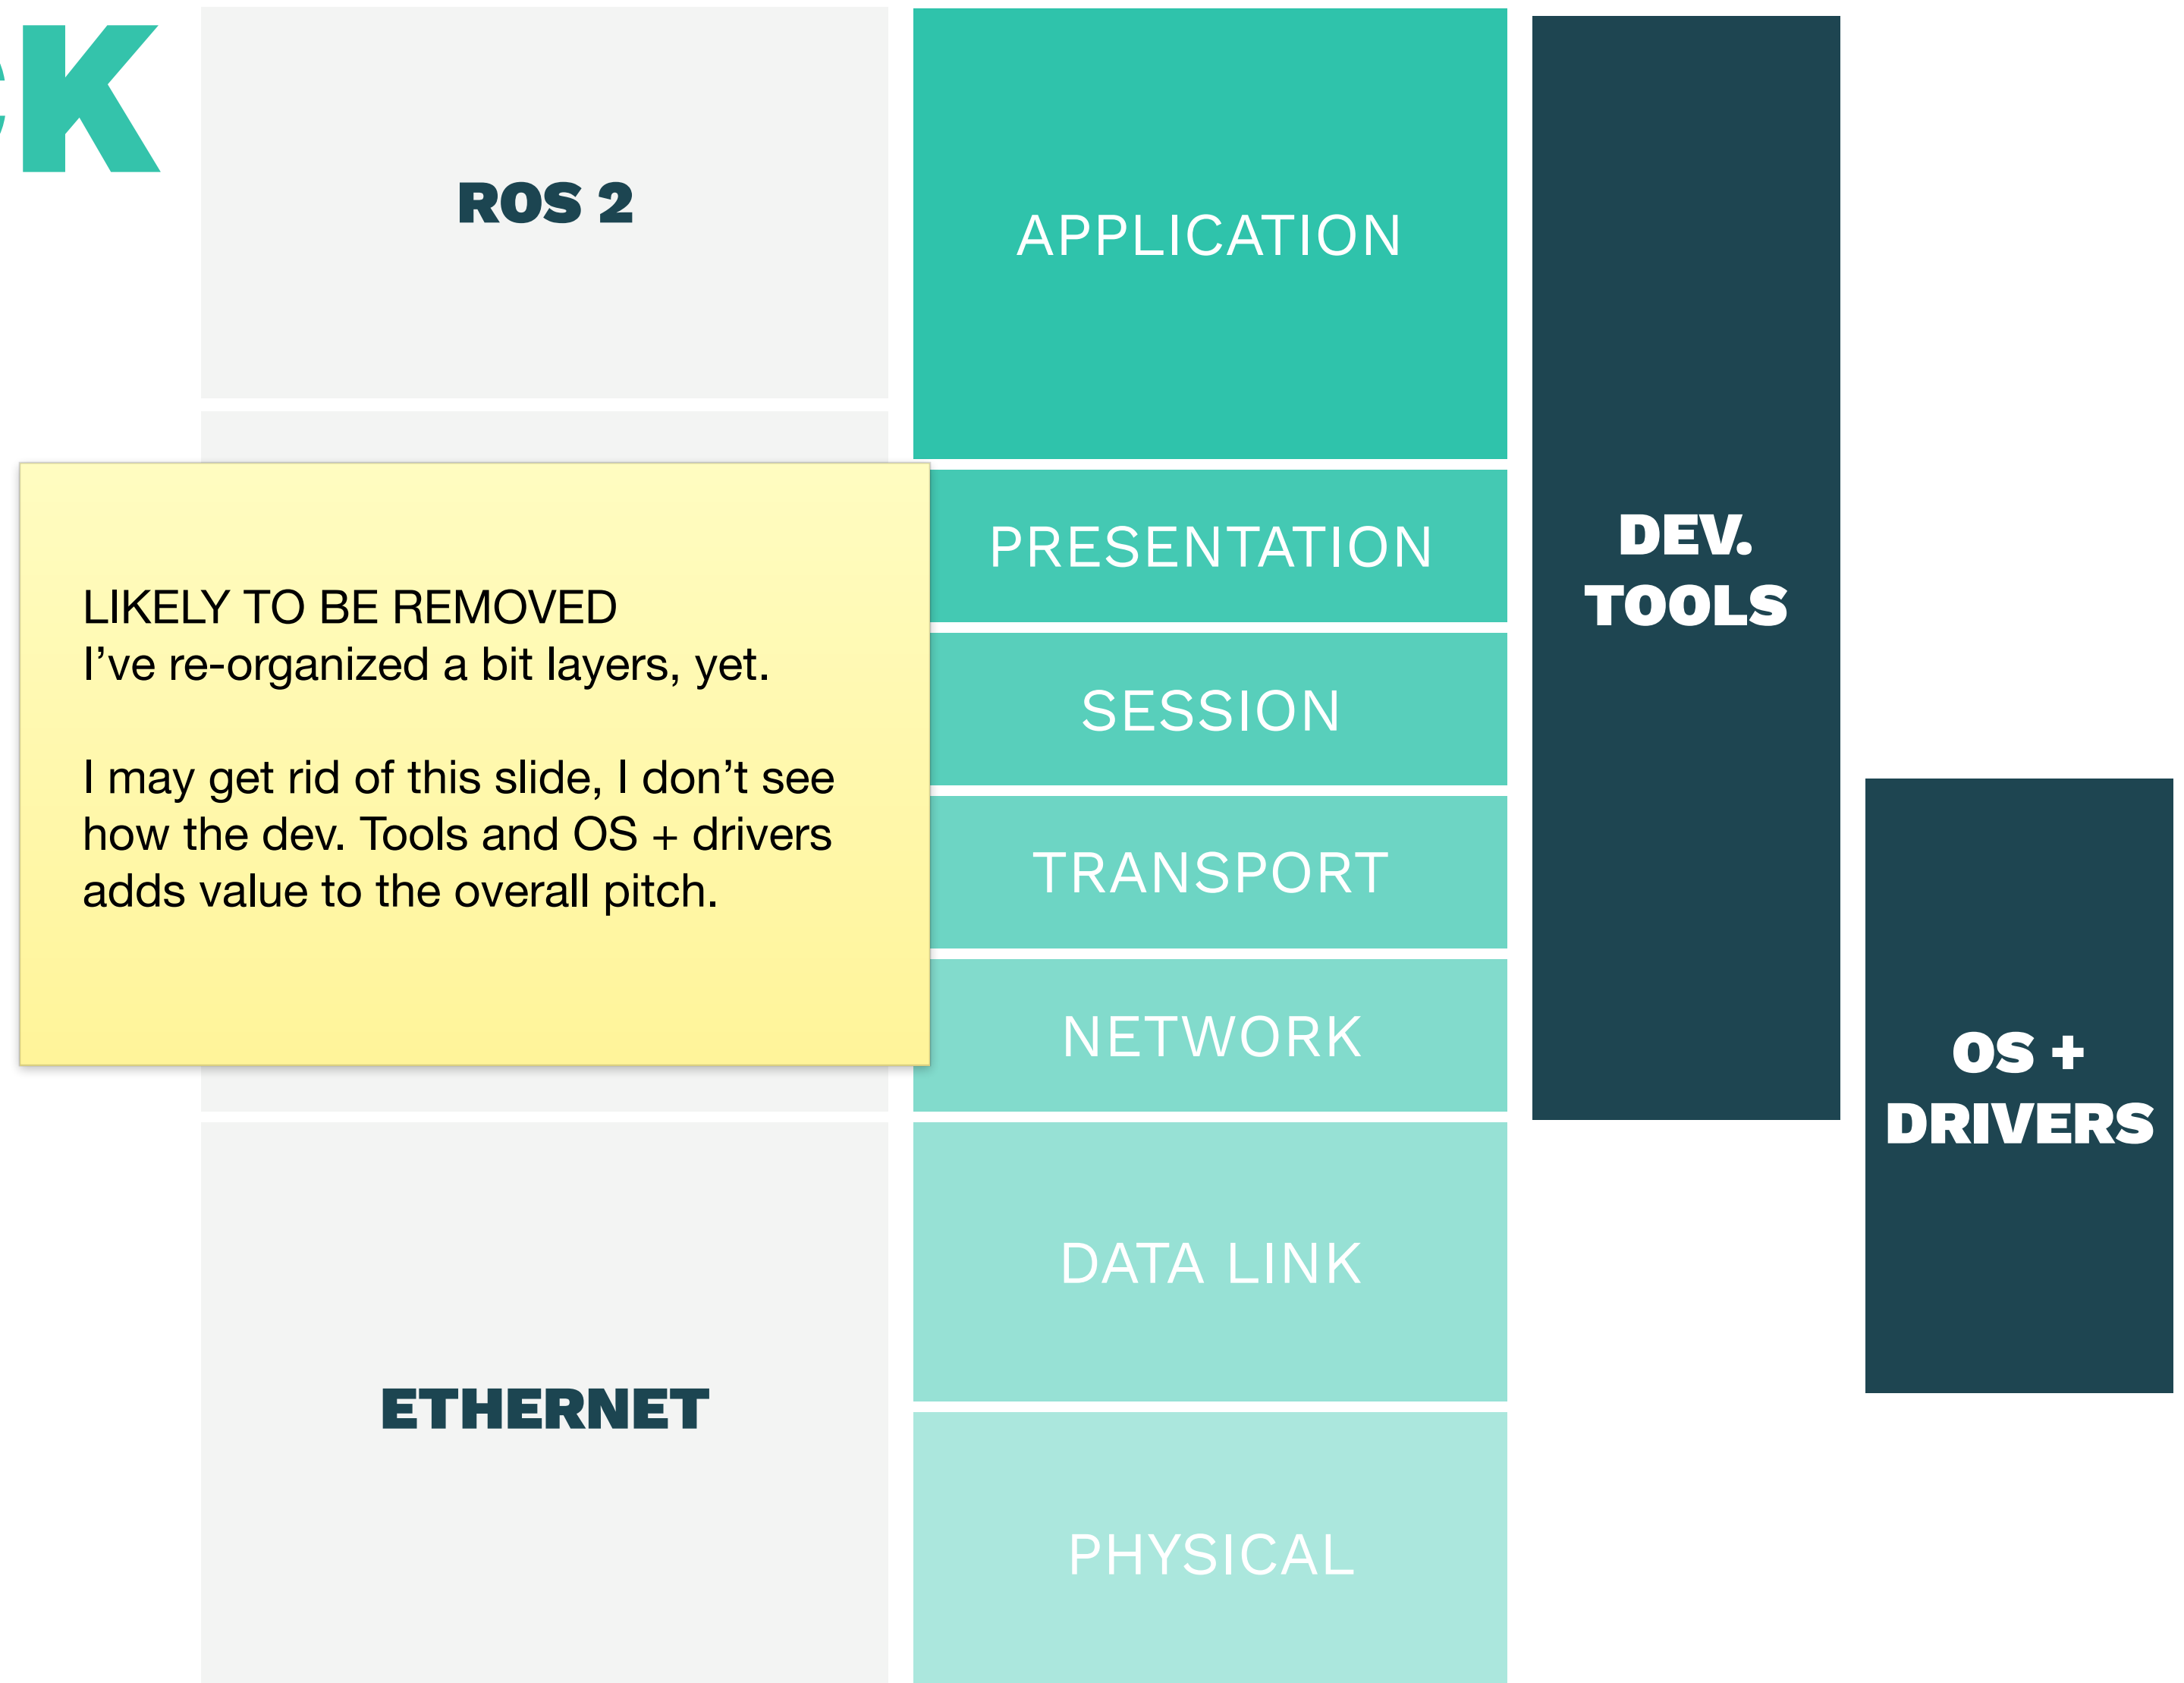 CK
ROS 2
APPLICATION
DEV.
TOOLS
PRESENTATION
LIKELY TO BE REMOVED
I’ve re-organized a bit layers, yet.
I may get rid of this slide, I don’t see
how the dev. Tools and OS + drivers
adds value to the overall pitch.
SESSION
TRANSPORT
NETWORK
OS +
DRIVERS
DATA LINK
ETHERNET
PHYSICAL